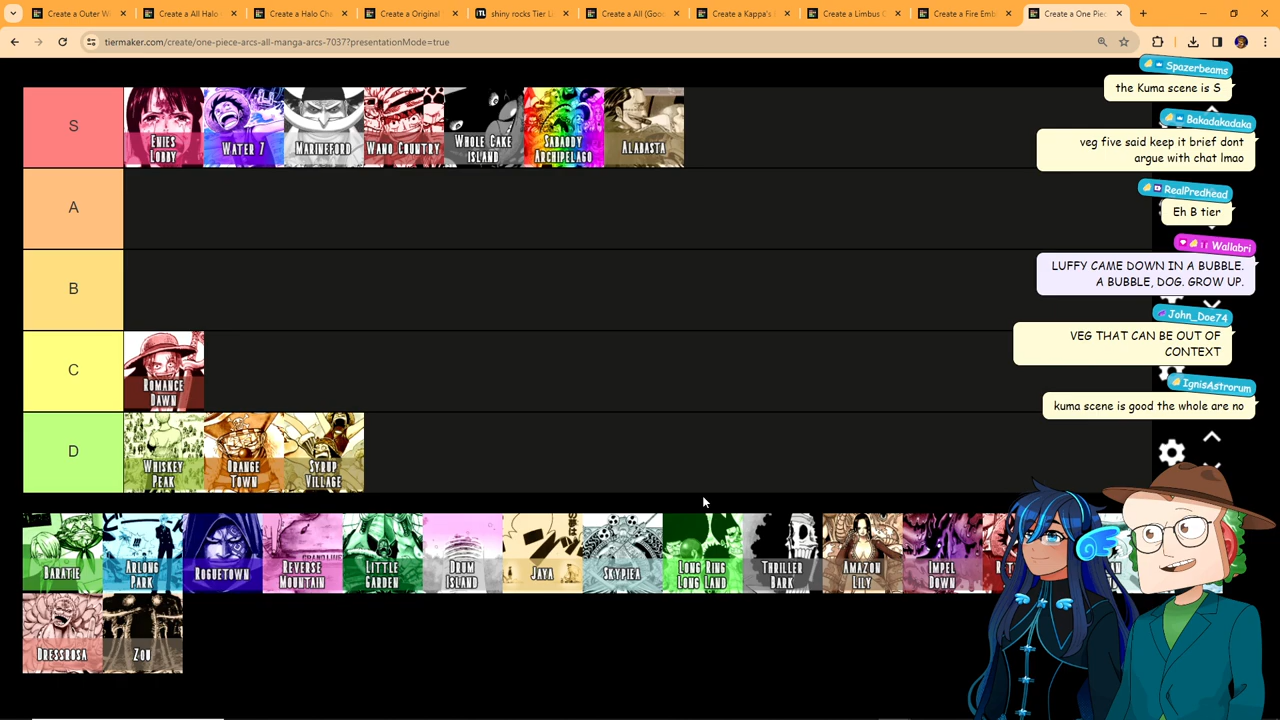 Create a Outer W
Create a All Halo
Create a Halo Ch
Create a Original
shiny rocks Tier L
Create a All (Goo
Create a Kappa's
Create a Limbus C
Create a Fire Emb
Create a One Piec
tiermaker.com/create/one-piece-arcs-all-manga-arcs-7037?presentationMode=true
S
ENIES
LOBBY
WATER 7
MARINEFORD
WANO COUNTRY
WHOLE CAKE
ISLAND
SABAODY
ARCHIPELAGO
ALABASTA
A
B
C
ROMANCE
DAWN
D
WHISKEY
PEAK
ORANGE
TOWN
SYRUP
VILLAGE
BARATIE
ARLONG
PARK
ROGUETOWN
REVERSE
MOUNTAIN
LITTLE
GARDEN
DRUM
ISLAND
JAYA
SKYPIEA
LONG RING
LONG LAND
THRILLER
BARK
AMAZON
LILY
IMPEL
DOWN
DRESSROSA
ZOU
Spazerbeams
the Kuma scene is S
Bakadakadaka
veg five said keep it brief dont
argue with chat lmao
RealPredhead
Eh B tier
Wallabri
LUFFY CAME DOWN IN A BUBBLE.
A BUBBLE, DOG. GROW UP.
John_Doe74
VEG THAT CAN BE OUT OF
CONTEXT
IgnisAstrorum
kuma scene is good the whole are no